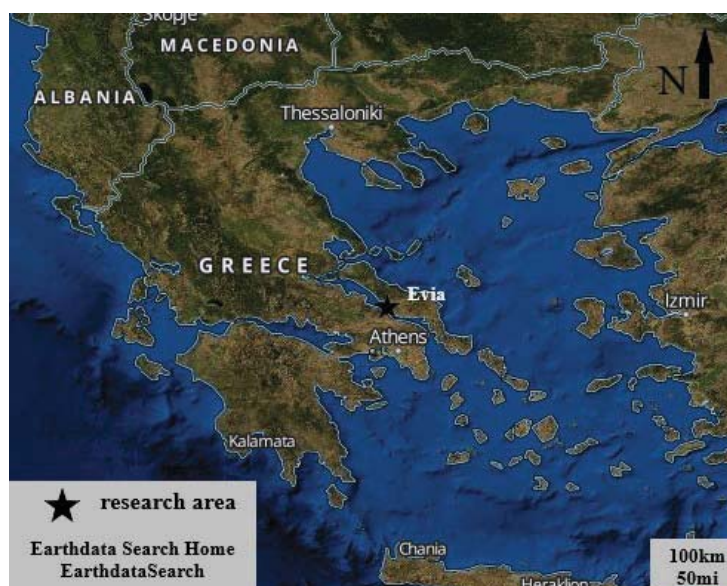 Skopje
MACEDONIA
ALBANIA
N
Thessaloniki
GREECE
Evia
Izmir
Athens
Kalamata
research area
Earthdata Search Home
EarthdataSearch
Chania
Heraklion
100km
50mi